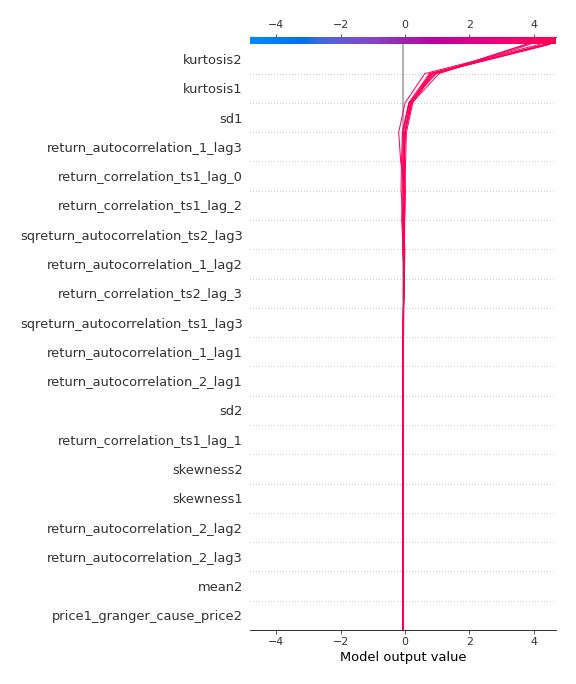 −4 −2 0 2 4
kurtosis2
kurtosis1
sd1
return_autocorrelation_1_lag3
return_correlation_ts1_lag_0
return_correlation_ts1_lag_2
sqreturn_autocorrelation_ts2_lag3
return_autocorrelation_1_lag2
return_correlation_ts2_lag_3
sqreturn_autocorrelation_ts1_lag3
return_autocorrelation_1_lag1
return_autocorrelation_2_lag1
sd2
return_correlation_ts1_lag_1
skewness2
skewness1
return_autocorrelation_2_lag2
return_autocorrelation_2_lag3
mean2
price1_granger_cause_price2
−4 −2 0 2 4
Model output value